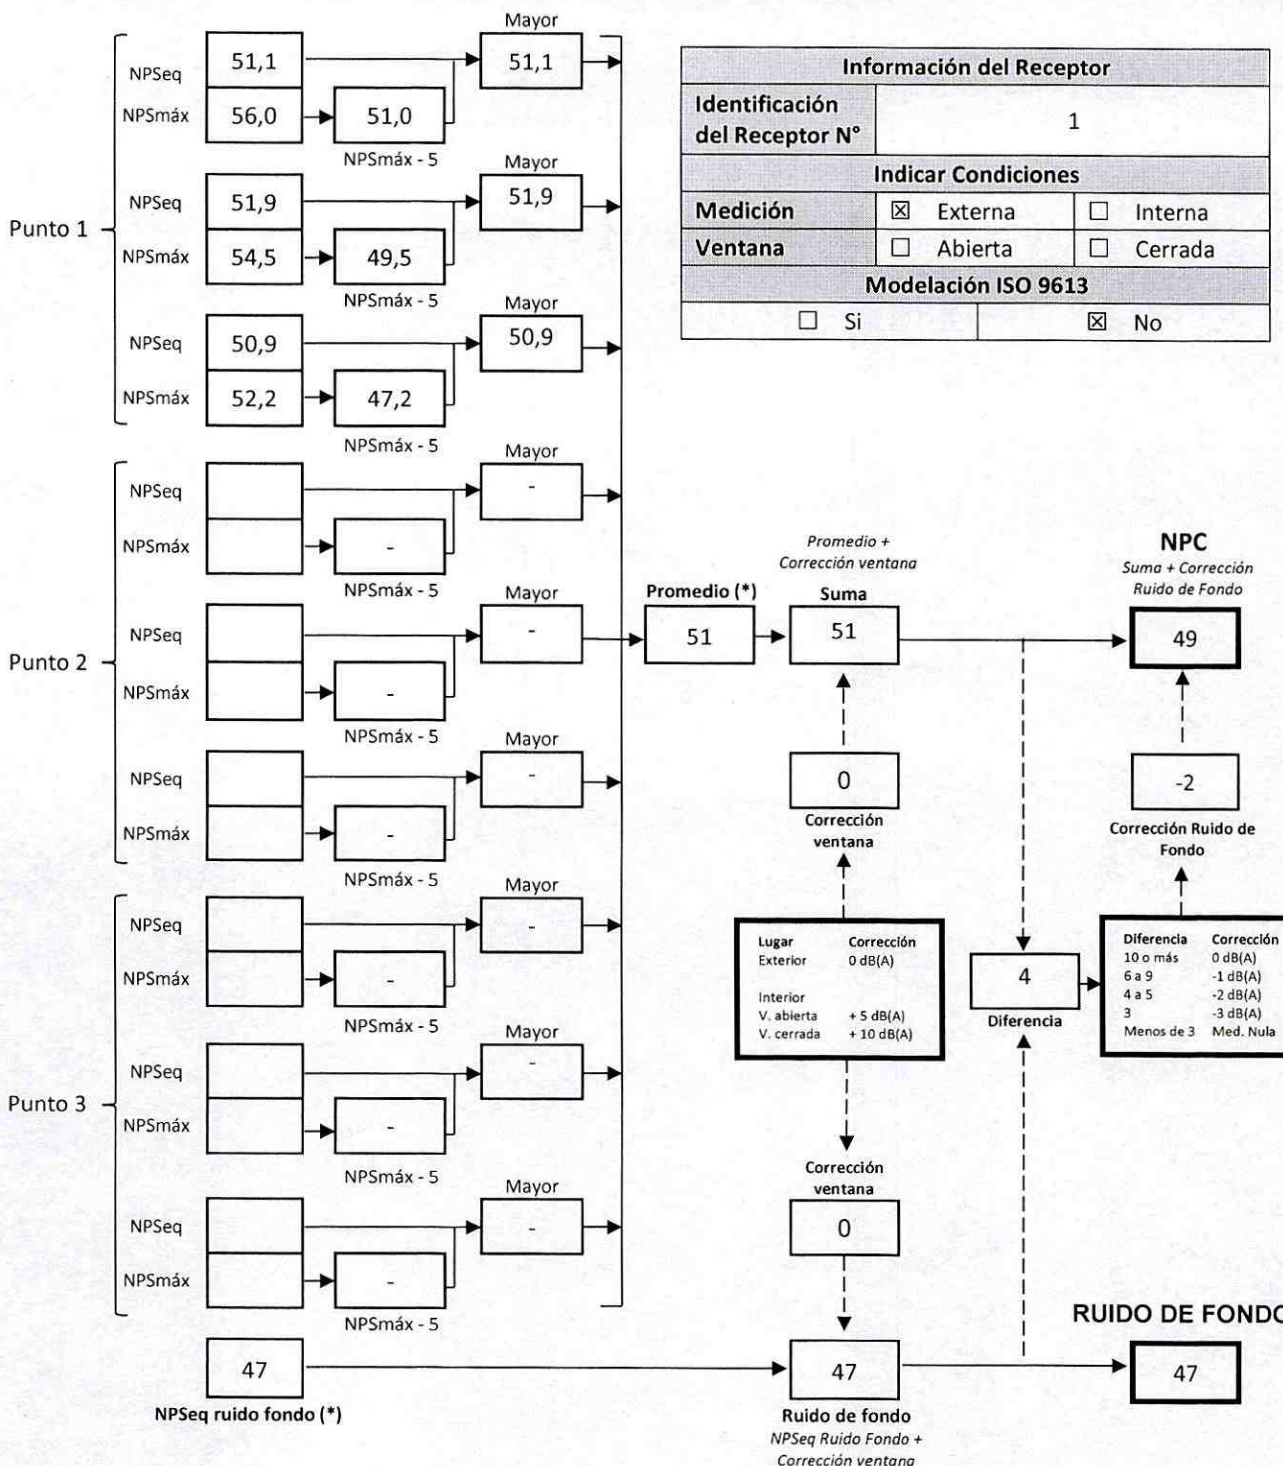 Información del Receptor
Identificación del Receptor N° 1
Indicar Condiciones
Medición ☒ Externa ☐ Interna
Ventana ☐ Abierta ☐ Cerrada
Modelación ISO 9613
☐ Si ☒ No
Punto 1
Mayor
NPSeq 51,1 51,1
NPSmáx 56,0 51,0
NPSmáx - 5
Mayor
NPSeq 51,9 51,9
NPSmáx 54,5 49,5
NPSmáx - 5
Mayor
NPSeq 50,9 50,9
NPSmáx 52,2 47,2
NPSmáx - 5
Punto 2
Mayor
NPSeq -
NPSmáx -
NPSmáx - 5
Mayor
NPSeq -
NPSmáx -
NPSmáx - 5
Mayor
NPSeq -
NPSmáx -
NPSmáx - 5
Punto 3
Mayor
NPSeq -
NPSmáx -
NPSmáx - 5
Mayor
NPSeq -
NPSmáx -
NPSmáx - 5
Mayor
NPSeq -
NPSmáx -
NPSmáx - 5
47
NPSeq ruido fondo (*)
Promedio (*)
51
Promedio +
Corrección ventana
Suma
51
0
Corrección
ventana
Lugar Corrección
Exterior 0 dB(A)
Interior
V. abierta + 5 dB(A)
V. cerrada + 10 dB(A)
Corrección
ventana
0
47
Ruido de fondo
NPSeq Ruido Fondo +
Corrección ventana
4
Diferencia
NPC
Suma + Corrección
Ruido de Fondo
49
-2
Corrección Ruido de
Fondo
Diferencia Corrección
10 o más 0 dB(A)
6 a 9 -1 dB(A)
4 a 5 -2 dB(A)
3 -3 dB(A)
Menos de 3 Med. Nula
RUIDO DE FONDO
47